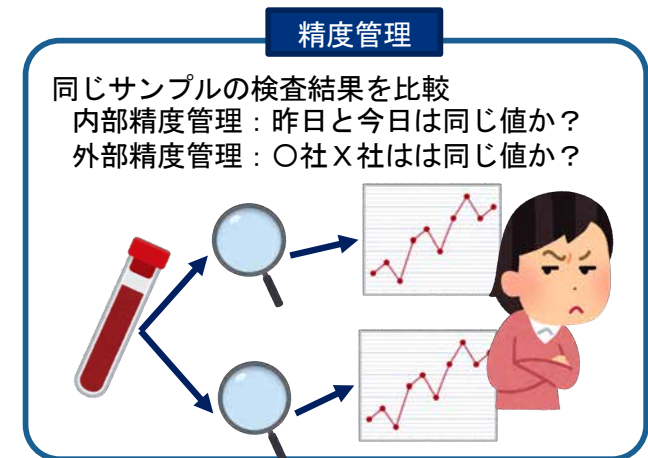 精度管理
同じサンプルの検査結果を比較
内部精度管理：昨日と今日は同じ値か？
外部精度管理：〇社Ｘ社はは同じ値か？